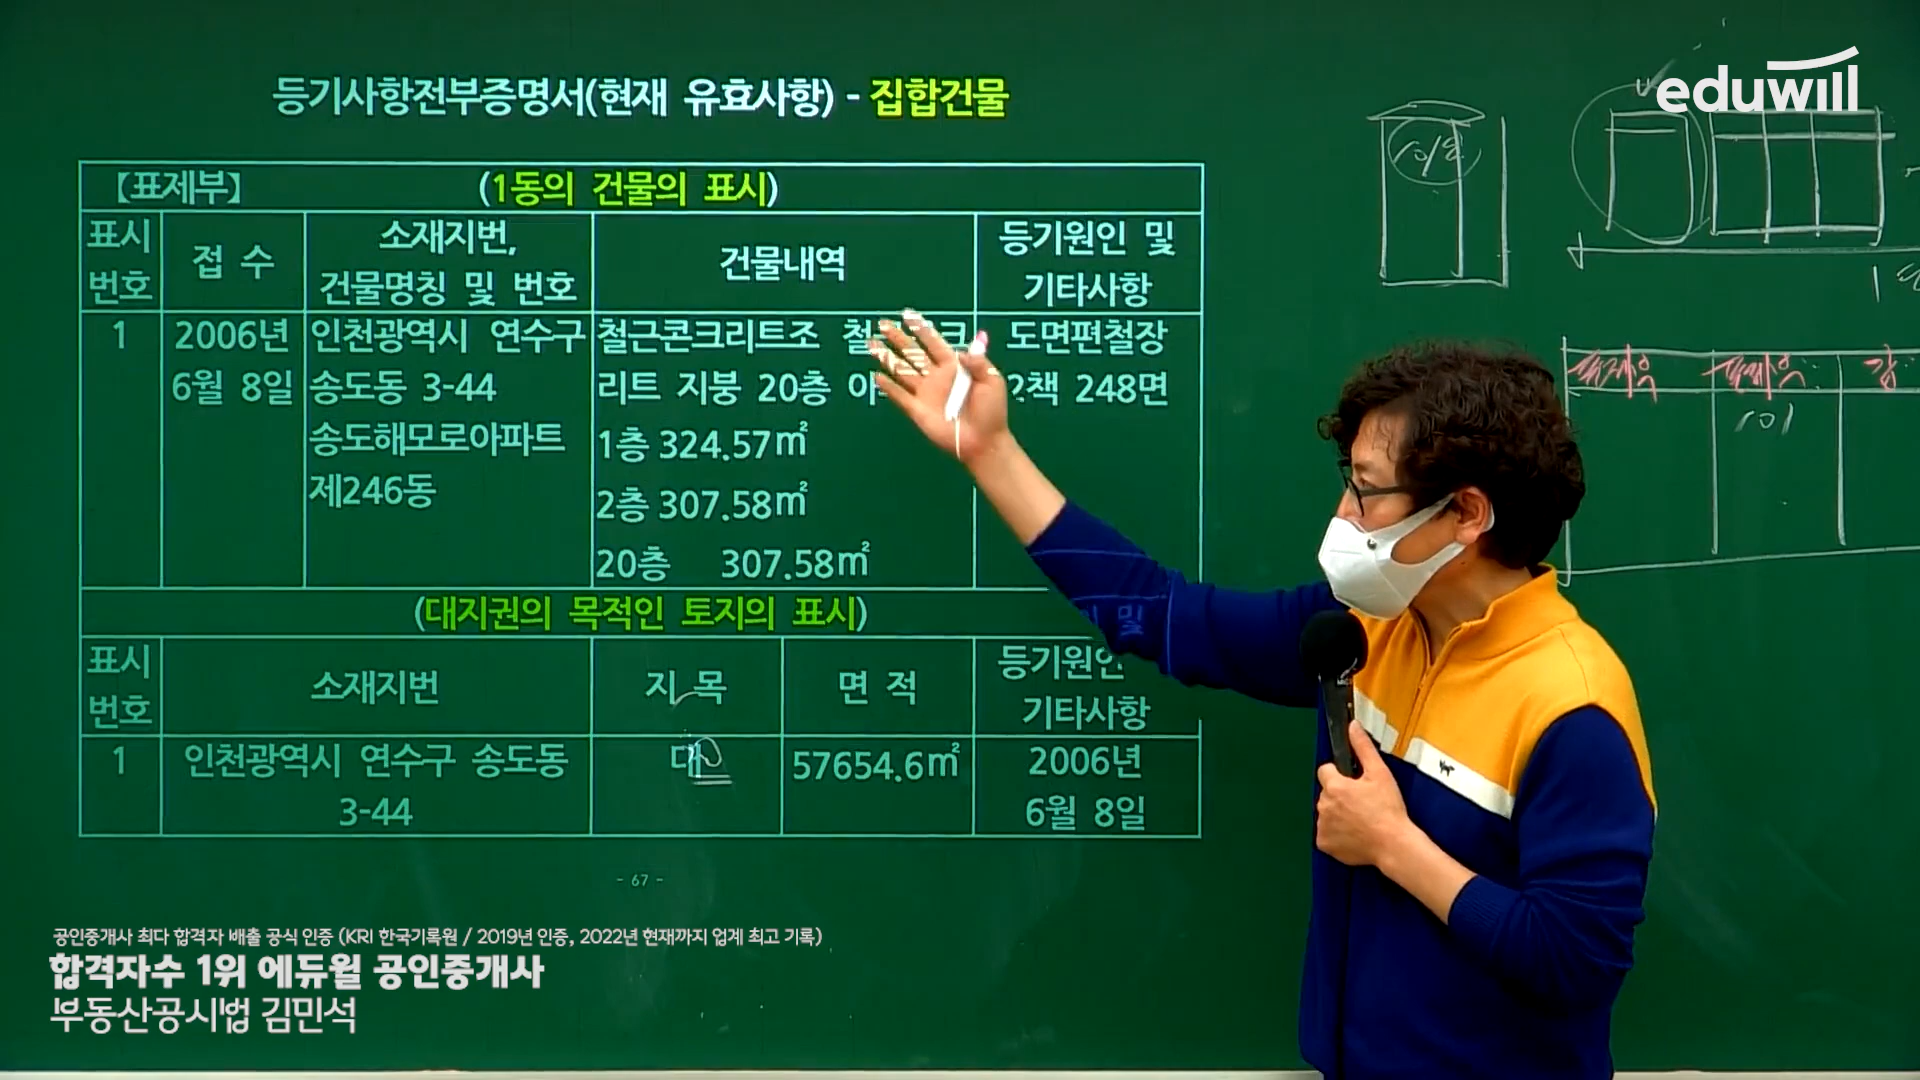 등기사항전부증명서(현재 유효사항) - 집합건물
eduwill
【표제부】 (1동의 건물의 표시)
표시
번호
접 수
소재지번,
건물명칭 및 번호
건물내역
등기원인 및
기타사항
1
2006년
6월 8일
인천광역시 연수구
송도동 3-44
송도해모로아파트
제246동
철근콘크리트조
리트 지붕 20층
1층 324.57㎡
2층 307.58㎡
20층 307.58㎡
도면편철장
2책 248면
(대지권의 목적인 토지의 표시)
표시
번호
소재지번
지 목
면 적
등기원인 및
기타사항
1
인천광역시 연수구 송도동
3-44
대
57654.6㎡
2006년
6월 8일
- 67 -
101
공인중개사 최다 합격자 배출 공식 인증 (KRI 한국기록원 / 2019년 인증, 2022년 현재까지 업계 최고 기록)
합격자수 1위 에듀윌 공인중개사
부동산공시법 김민석